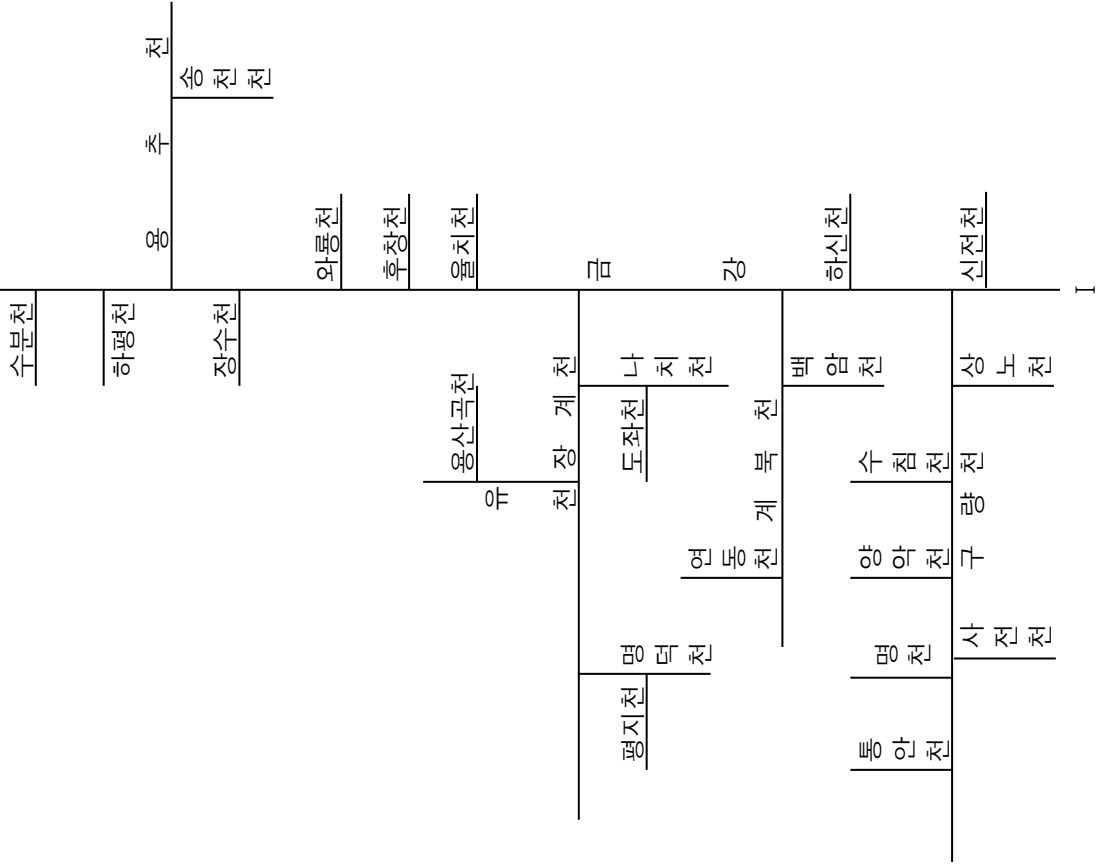 용추천
송천천
와룡천
후창천
율치천
금강
하신천
신전천
수분천
하평천
장수천
용산곡천
유천
장계천
나치천
도좌천
백암천
계북천
연동천
명덕천
평지천
상노천
수침천
구량천
양악천
명천
사전천
통안천
I